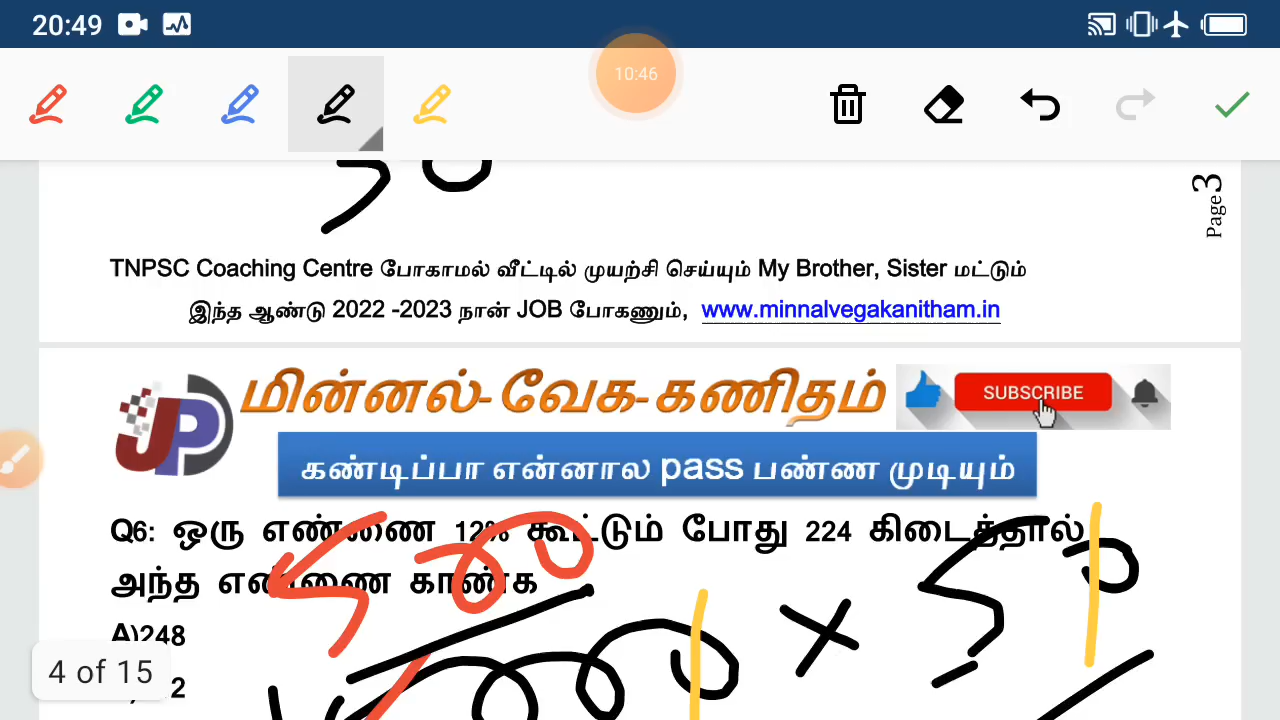 20:49
10:46
Page3
TNPSC Coaching Centre போகாமல் வீட்டில் முயற்சி செய்யும் My Brother, Sister மட்டும்
இந்த ஆண்டு 2022 -2023 நான் JOB போகணும், www.minnalvegakanitham.in
JP
மின்னல்-வேக-கணிதம்
SUBSCRIBE
கண்டிப்பா என்னால pass பண்ண முடியும்
Q6: ஒரு எண்ணை 12% கூட்டும் போது 224 கிடைத்தால்
அந்த எண்ணை காண்க
A)248
4 of 15